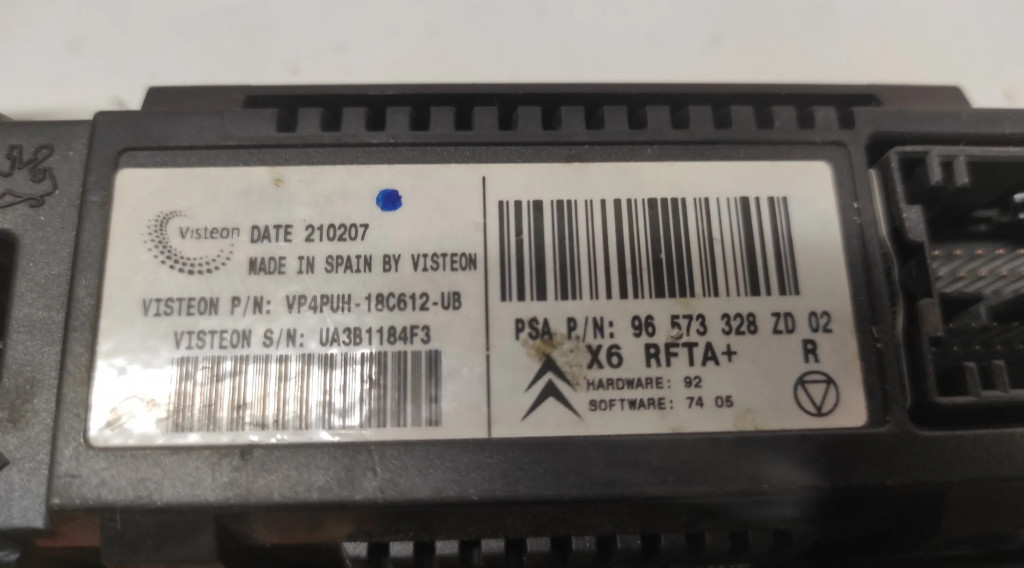 Visteon DATE 210207
MADE IN SPAIN BY VISTEON
VISTEON P/N: VP4PUH-18C612-UB
VISTEON S/N: UA3B1184F3
PSA P/N: 96 573 328 ZD 02
X6 RFTA+ R
HARDWARE: 92
SOFTWARE: 74 05